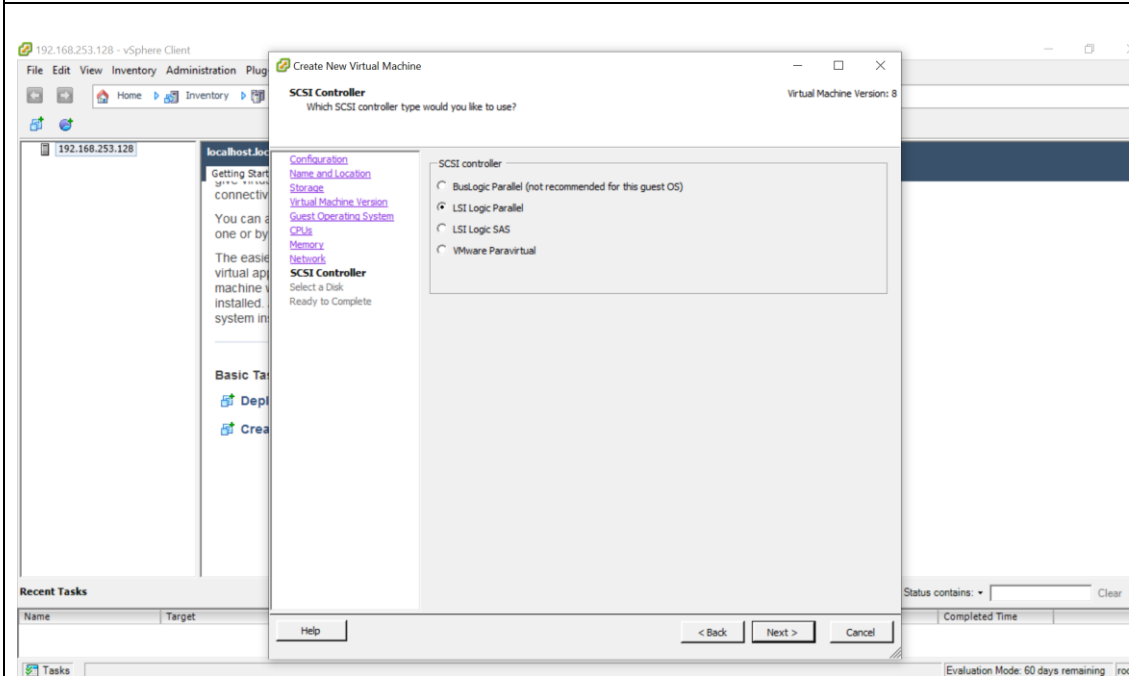 192.168.253.128 - vSphere Client
File Edit View Inventory Administration Plug
Home Inventory
192.168.253.128
localhost.loc
Getting Start
connectiv
You can a
one or by
The easie
virtual app
machine v
installed.
system in
Basic Ta
Depl
Crea
Create New Virtual Machine
SCSI Controller
Which SCSI controller type would you like to use?
Virtual Machine Version: 8
Configuration
Name and Location
Storage
Virtual Machine Version
Guest Operating System
CPUs
Memory
Network
SCSI Controller
Select a Disk
Ready to Complete
SCSI controller
BusLogic Parallel (not recommended for this guest OS)
LSI Logic Parallel
LSI Logic SAS
VMware Paravirtual
Help
< Back Next > Cancel
Recent Tasks
Status contains: Clear
Name Target Completed Time
Tasks
Evaluation Mode: 60 days remaining roo